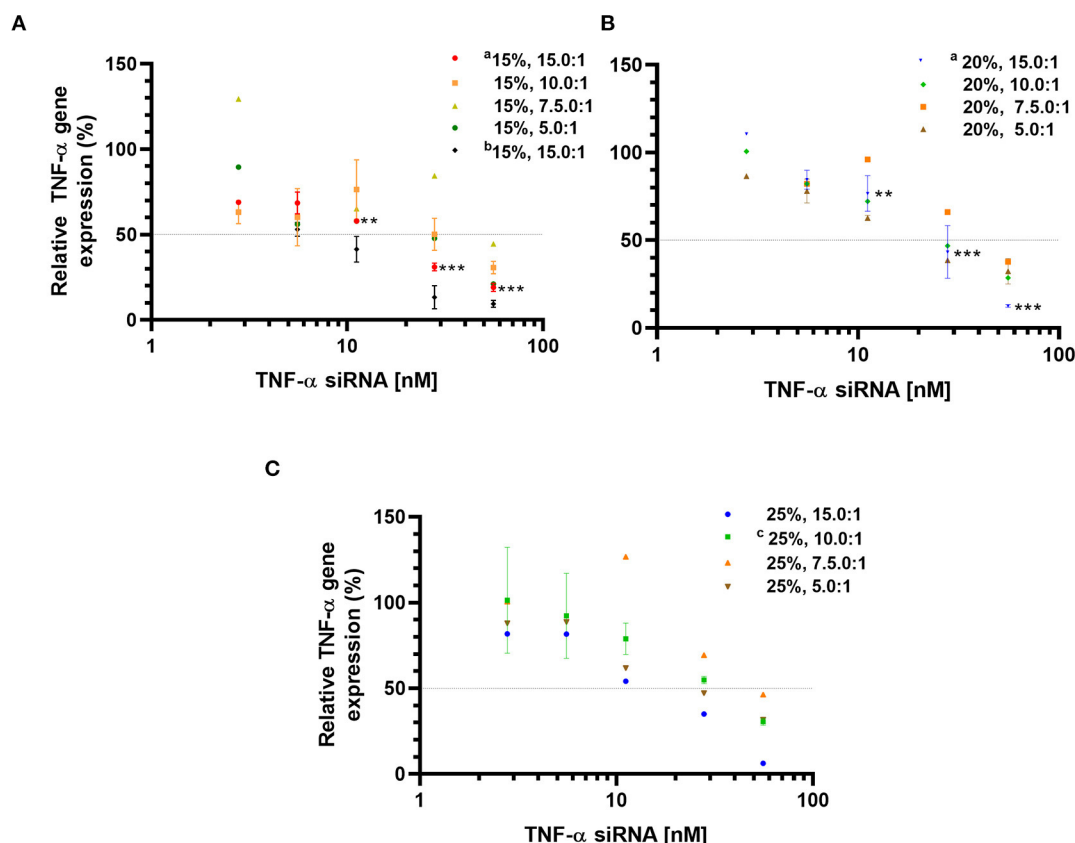 A
Relative TNF-α gene
expression (%)
150
100
50
0
1
10
100
TNF-α siRNA [nM]
a 15%, 15.0:1
15%, 10.0:1
15%, 7.5.0:1
15%, 5.0:1
b 15%, 15.0:1
**
***
***
B
150
100
50
0
1
10
100
TNF-α siRNA [nM]
a 20%, 15.0:1
20%, 10.0:1
20%, 7.5.0:1
20%, 5.0:1
**
***
***
C
Relative TNF-α gene
expression (%)
150
100
50
0
1
10
100
TNF-α siRNA [nM]
25%, 15.0:1
c 25%, 10.0:1
25%, 7.5.0:1
25%, 5.0:1